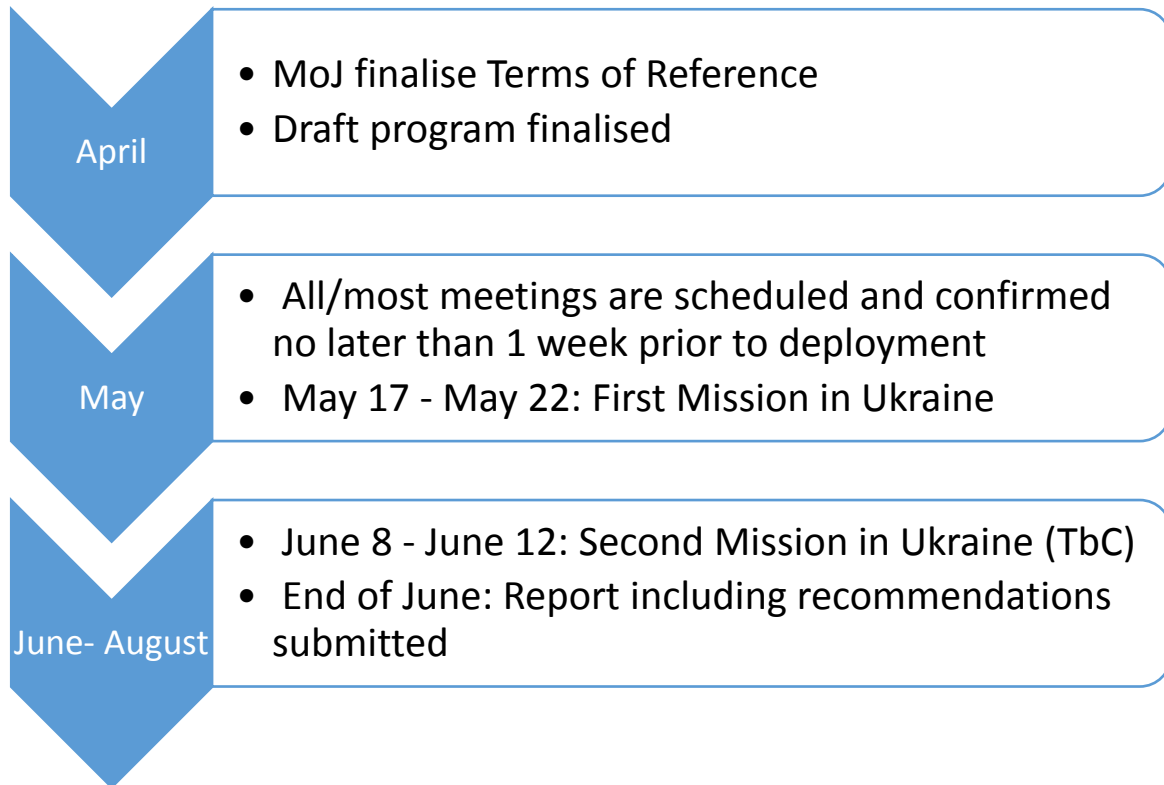 April
• MoJ finalise Terms of Reference
• Draft program finalised
May
• All/most meetings are scheduled and confirmed
no later than 1 week prior to deployment
• May 17 - May 22: First Mission in Ukraine
June- August
• June 8 - June 12: Second Mission in Ukraine (TbC)
• End of June: Report including recommendations
submitted